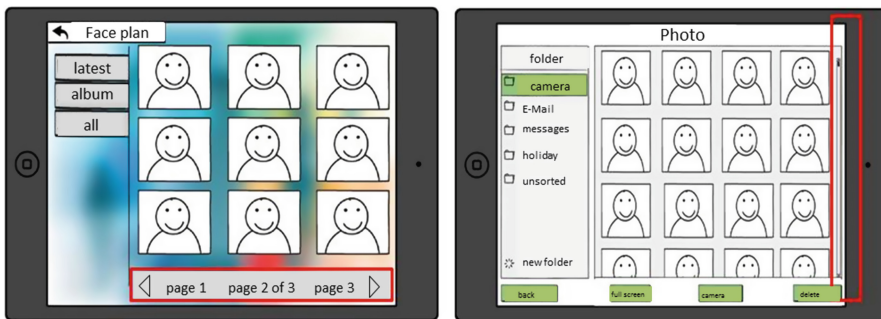 Face plan
latest
album
all
page 1 page 2 of 3 page 3
Photo
folder
camera
E-Mail
messages
holiday
unsorted
new folder
back full screen camera delete